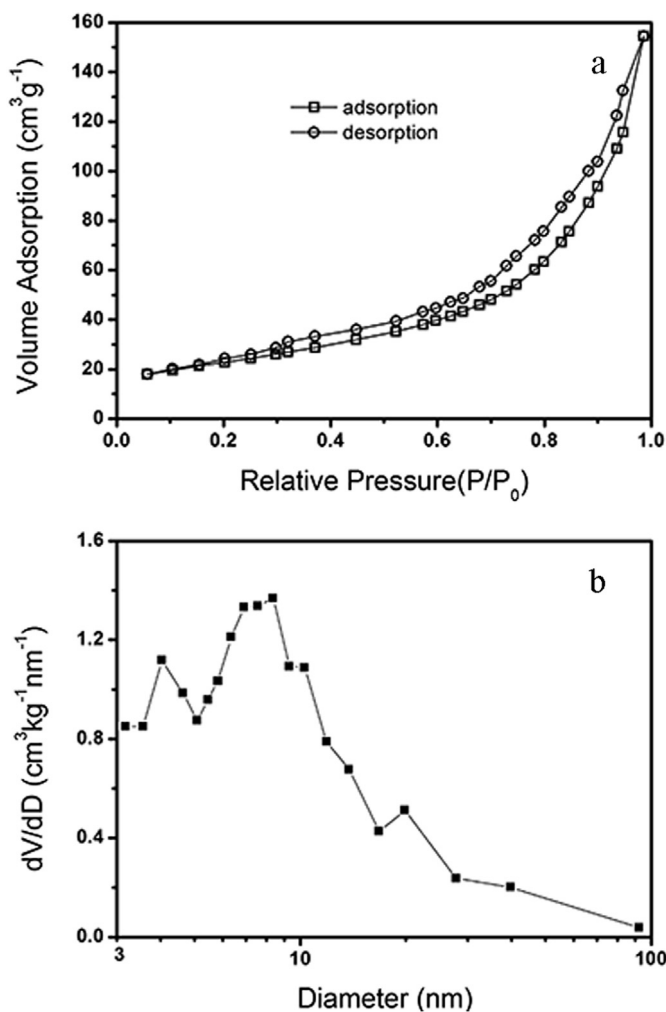 160
140
120
100
80
60
40
20
0
Volume Adsorption (cm³g⁻¹)
a
adsorption
desorption
0.0 0.2 0.4 0.6 0.8 1.0
Relative Pressure(P/P₀)
1.6
1.2
0.8
0.4
0.0
dV/dD (cm³kg⁻¹nm⁻¹)
b
3 10 100
Diameter (nm)